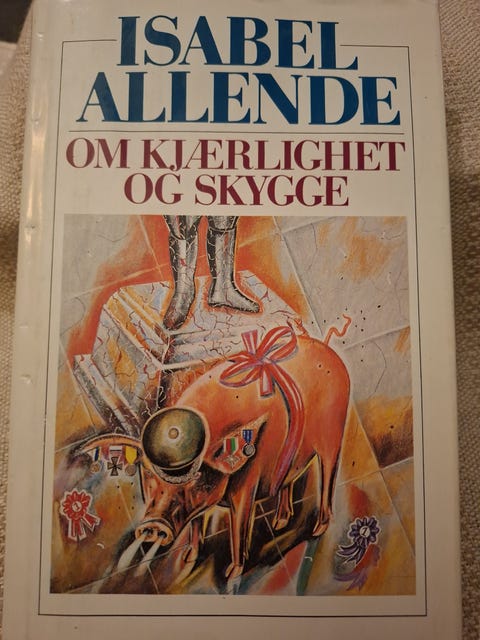 ISABEL
ALLENDE
OM KJÆRLIGHET
OG SKYGGE